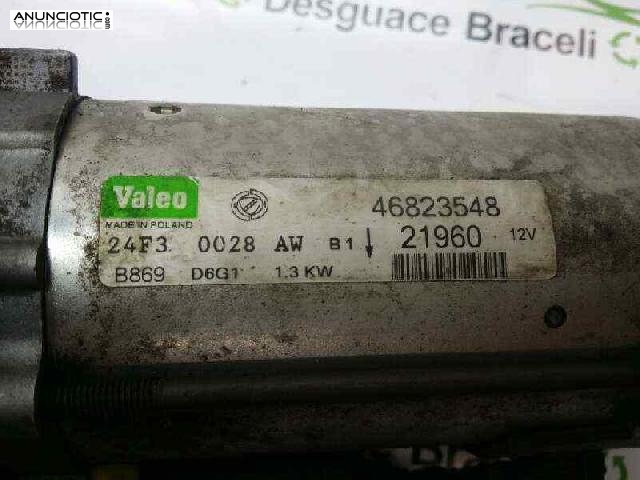 ANUNCIOTIC
Desguace Braceli
Valeo
MADE IN POLAND
46823548
24F3 0028 AW B1
21960
12V
B869 D6G1 1.3 KW